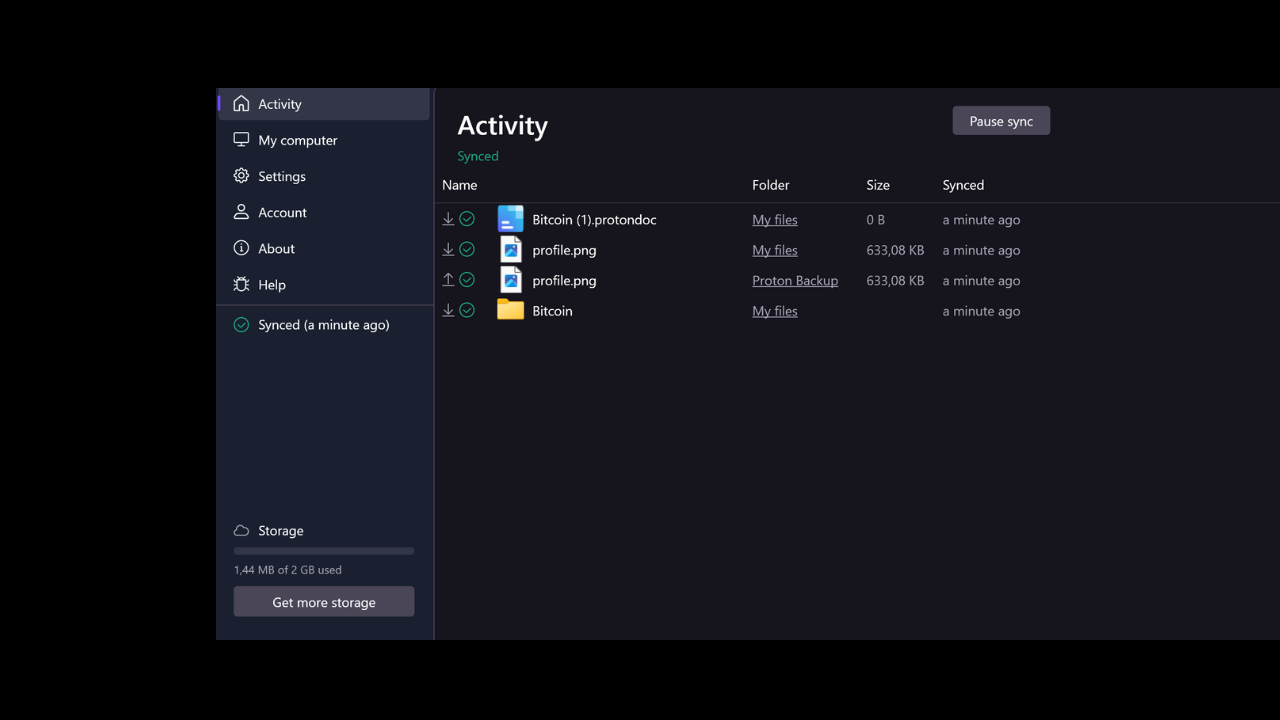 Activity
My computer
Settings
Account
About
Help
Synced (a minute ago)
Storage
1,44 MB of 2 GB used
Get more storage
Activity
Pause sync
Synced
Name Folder Size Synced
Bitcoin (1).protondoc My files 0 B a minute ago
profile.png My files 633,08 KB a minute ago
profile.png Proton Backup 633,08 KB a minute ago
Bitcoin My files a minute ago